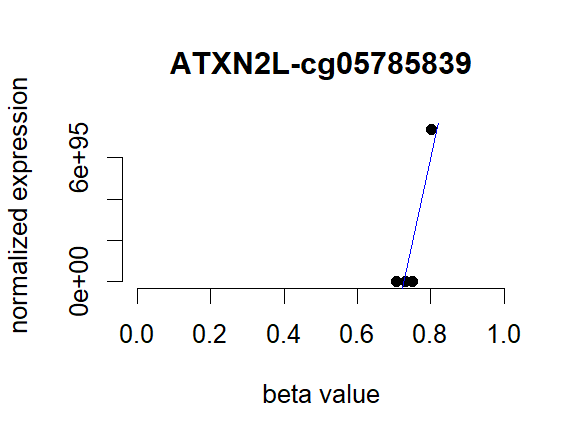 ATXN2L-cg05785839
normalized expression
6e+95
0e+00
0.0 0.2 0.4 0.6 0.8 1.0
beta value